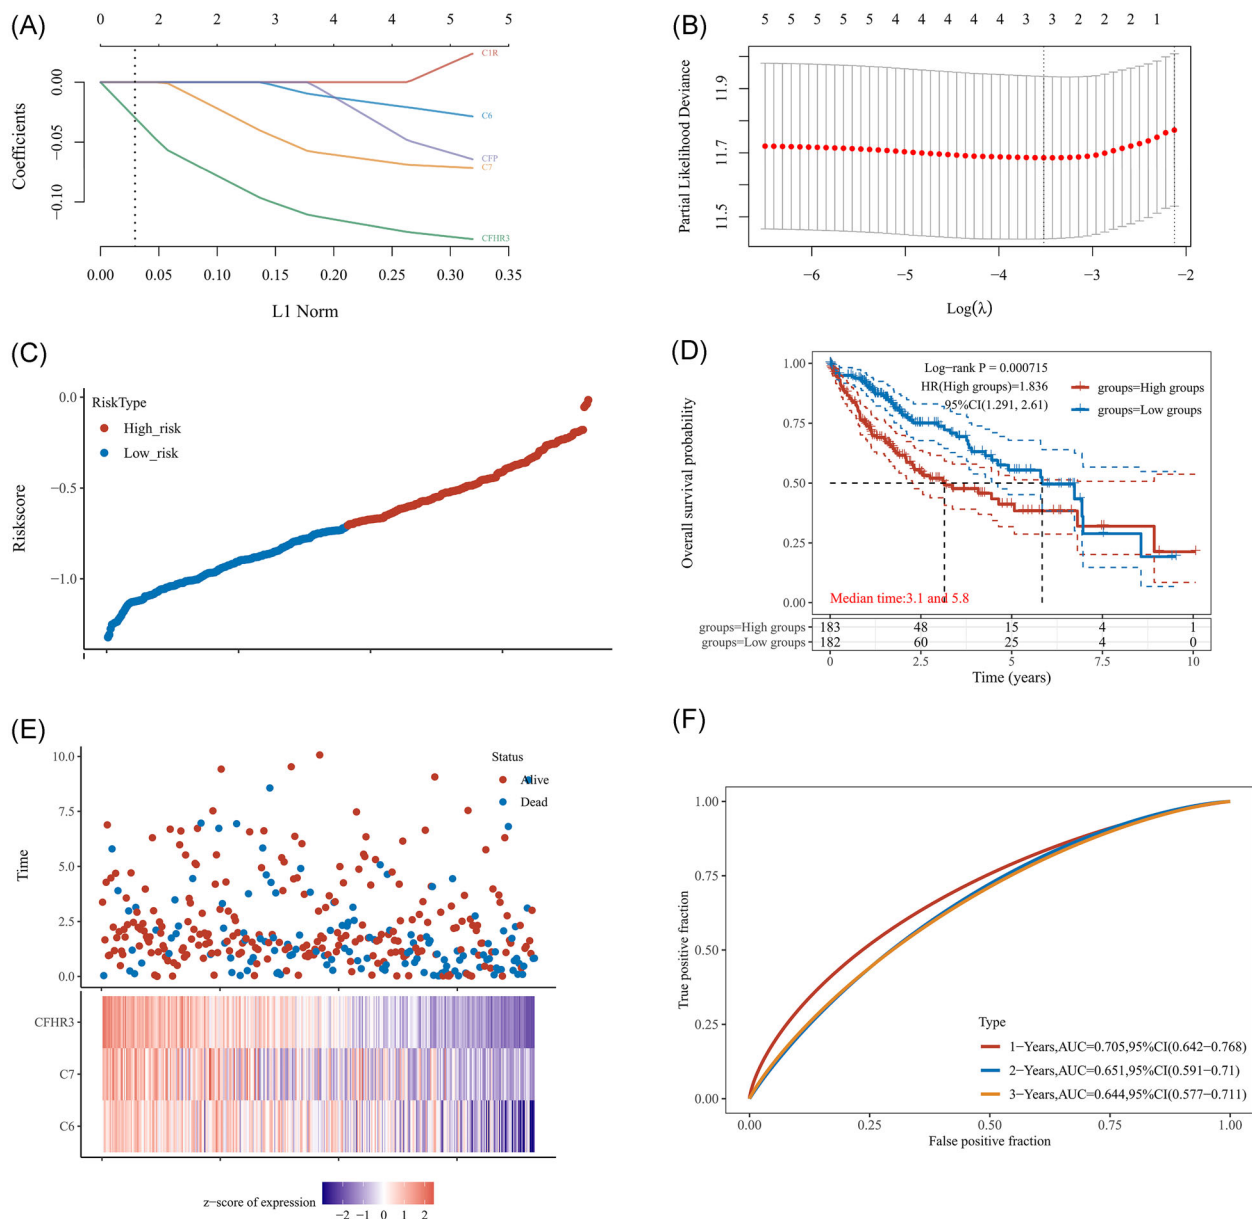 (A)
0 2 2 4 4 5 5 5
C1R
C6
CFP
C7
CFHR3
0.00
−0.05
−0.10
Coefficients
0.00 0.05 0.10 0.15 0.20 0.25 0.30 0.35
L1 Norm
(B)
5 5 5 5 5 5 4 4 4 4 3 3 2 2 2 1
11.9
11.7
11.5
Partial Likelihood Deviance
−6 −5 −4 −3 −2
Log(λ)
(C)
RiskType
High_risk
Low_risk
0.0
−0.5
−1.0
Riskscore
(D)
Log−rank P = 0.000715
HR(High groups)=1.836
95%CI(1.291, 2.61)
groups=High groups
groups=Low groups
1.00
0.75
0.50
0.25
0.00
Overall survival probability
Median time:3.1 and 5.8
groups=High groups 183 48 15 4 1
groups=Low groups 182 60 25 4 0
0 2.5 5 7.5 10
Time (years)
(E)
Status
Alive
Dead
10.0
7.5
5.0
2.5
0.0
Time
CFHR3
C7
C6
z−score of expression
−2 −1 0 1 2
(F)
1.00
0.75
0.50
0.25
0.00
True positive fraction
Type
1−Years,AUC=0.705,95%CI(0.642−0.768)
2−Years,AUC=0.651,95%CI(0.591−0.71)
3−Years,AUC=0.644,95%CI(0.577−0.711)
0.00 0.25 0.50 0.75 1.00
False positive fraction